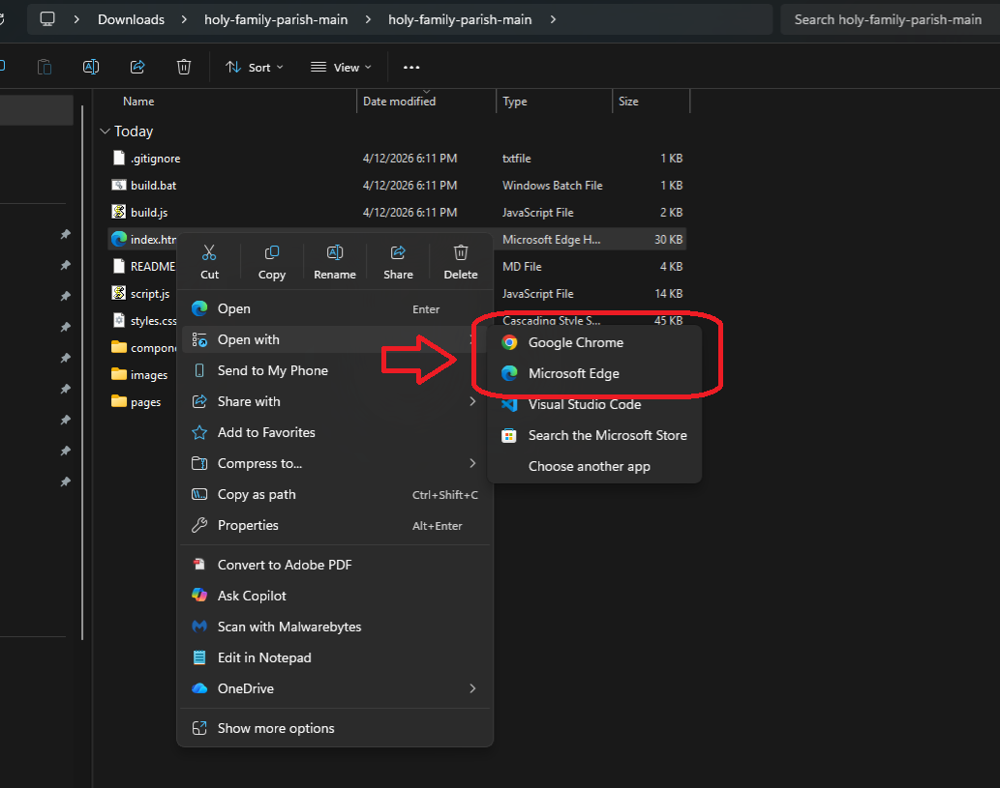 Downloads > holy-family-parish-main > holy-family-parish-main >
Search holy-family-parish-main
Sort View
Name Date modified Type Size
Today
.gitignore 4/12/2026 6:11 PM txtfile 1 KB
build.bat 4/12/2026 6:11 PM Windows Batch File 1 KB
build.js 4/12/2026 6:11 PM JavaScript File 2 KB
index.htr Microsoft Edge H... 30 KB
README MD File 4 KB
script.js JavaScript File 14 KB
styles.css Cascading Style S... 45 KB
compone
images
pages
Cut Copy Rename Share Delete
Open Enter
Open with
Send to My Phone
Share with
Add to Favorites
Compress to...
Copy as path Ctrl+Shift+C
Properties Alt+Enter
Convert to Adobe PDF
Ask Copilot
Scan with Malwarebytes
Edit in Notepad
OneDrive
Show more options
Google Chrome
Microsoft Edge
Visual Studio Code
Search the Microsoft Store
Choose another app